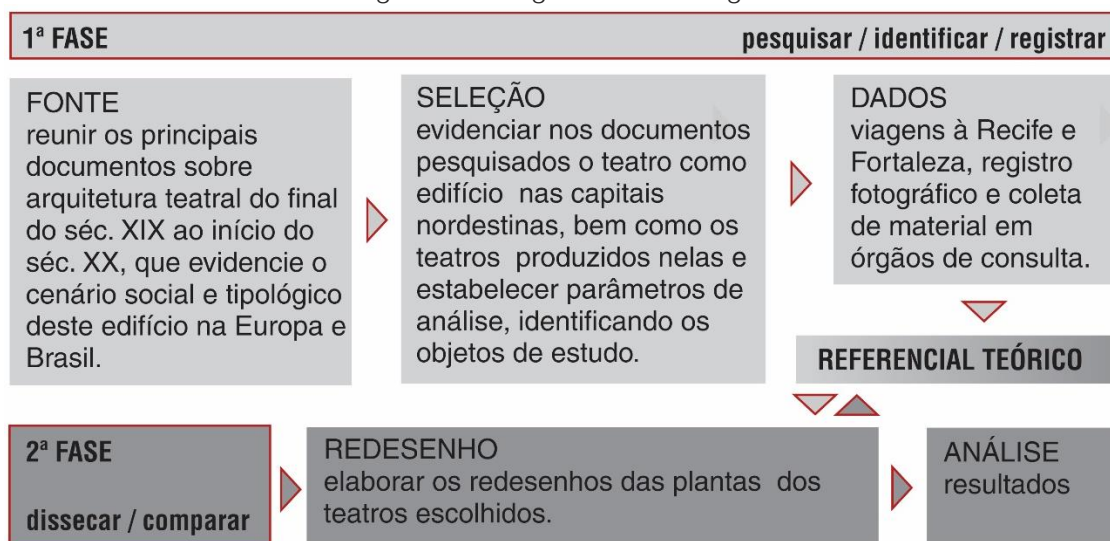 1ª FASE
pesquisar / identificar / registrar
FONTE
reunir os principais
documentos sobre
arquitetura teatral do final
do séc. XIX ao início do
séc. XX, que evidencie o
cenário social e tipológico
deste edifício na Europa e
Brasil.
SELEÇÃO
evidenciar nos documentos
pesquisados o teatro como
edifício nas capitais
nordestinas, bem como os
teatros produzidos nelas e
estabelecer parâmetros de
análise, identificando os
objetos de estudo.
DADOS
viagens à Recife e
Fortaleza, registro
fotográfico e coleta
de material em
órgãos de consulta.
REFERENCIAL TEÓRICO
2ª FASE
dissecar / comparar
REDESENHO
elaborar os redesenhos das plantas dos
teatros escolhidos.
ANÁLISE
resultados